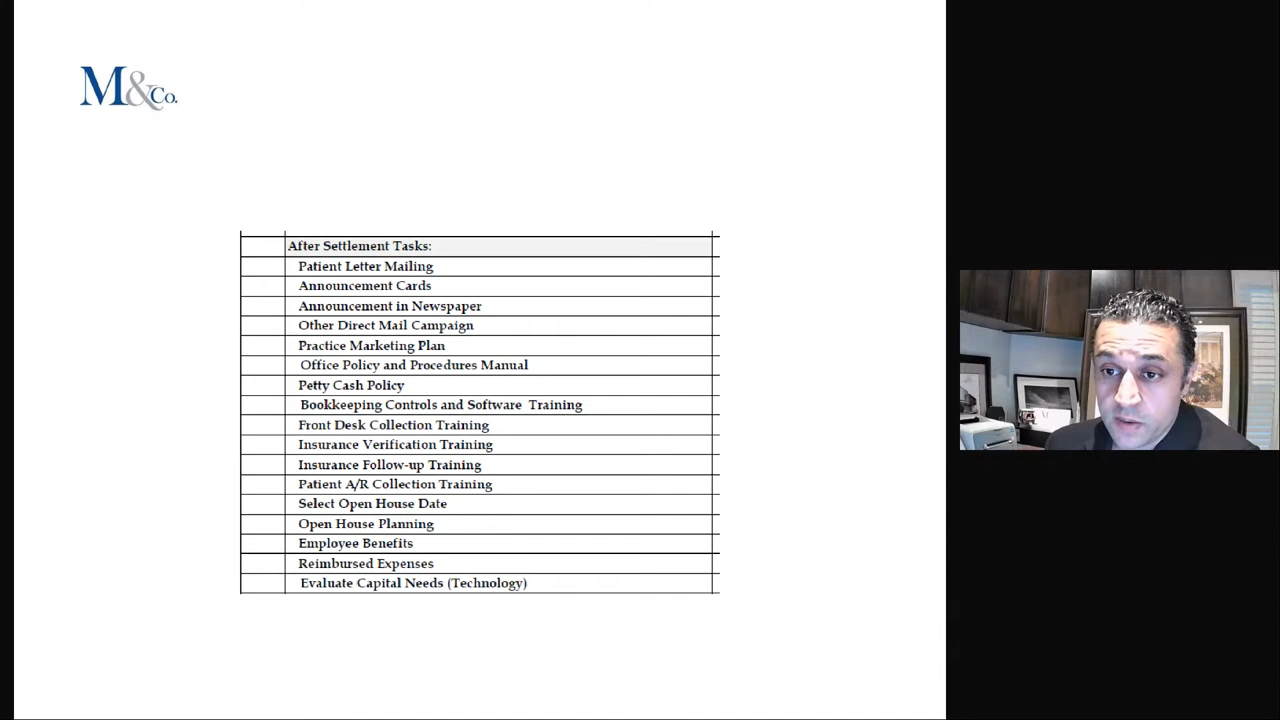 M&Co.
After Settlement Tasks:
Patient Letter Mailing
Announcement Cards
Announcement in Newspaper
Other Direct Mail Campaign
Practice Marketing Plan
Office Policy and Procedures Manual
Petty Cash Policy
Bookkeeping Controls and Software Training
Front Desk Collection Training
Insurance Verification Training
Insurance Follow-up Training
Patient A/R Collection Training
Select Open House Date
Open House Planning
Employee Benefits
Reimbursed Expenses
Evaluate Capital Needs (Technology)